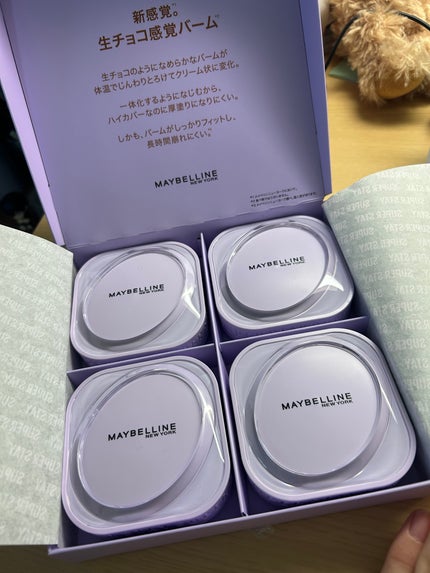 新感覚。
生チョコ感覚バーム
生チョコのようになめらかなバームが
体温でじんわりとろけてクリーム状に変化。
一体化するようになじむから、
ハイカバーなのに厚塗りになりにくい。
しかも、バームがしっかりフィットし、
長時間崩れにくい。
MAYBELLINE
NEW YORK
MAYBELLINE
NEW YORK
MAYBELLINE
NEW YORK
MAYBELLINE
NEW YORK
MAYBELLINE
NEW YORK
SUPER STAY
SUPER STAY